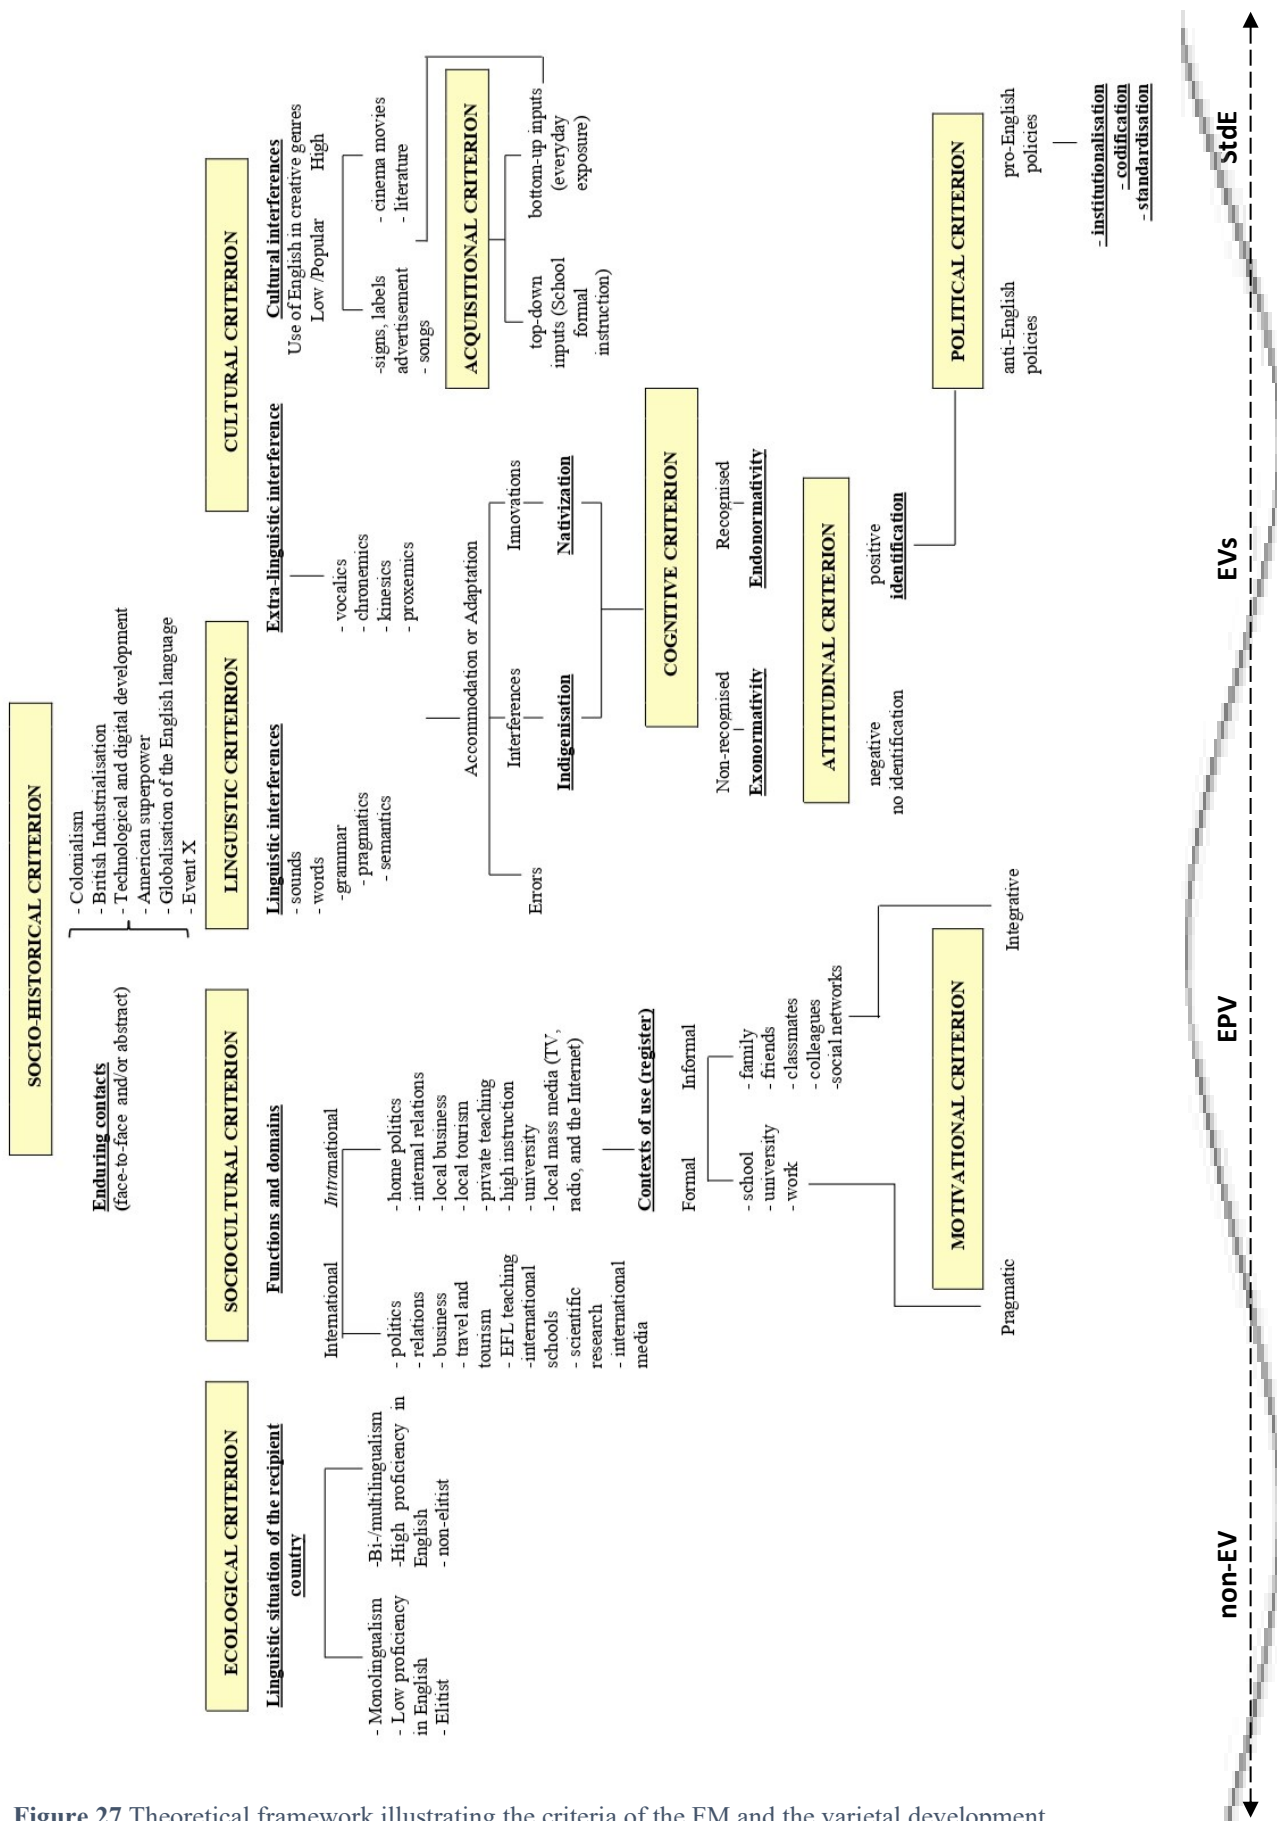 SOCIO-HISTORICAL CRITERION
Enduring contacts
(face-to-face and/or abstract)
- Colonialism
- British Industrialisation
- Technological and digital development
- American superpower
- Globalisation of the English language
- Event X
ECOLOGICAL CRITERION
Linguistic situation of the recipient
country
- Monolingualism
- Low proficiency
in English
- Elitist
-Bi-/multilingualism
-High proficiency in
English
- non-elitist
SOCIOCULTURAL CRITERION
Functions and domains
International
- politics
- relations
- business
- travel and
tourism
- EFL teaching
-international
schools
- scientific
research
- international
media
Intranational
- home politics
- internal relations
- local business
- local tourism
- private teaching
- high instruction
- university
- local mass media (TV,
radio, and the Internet)
Contexts of use (register)
Formal
- school
- university
- work
Informal
- family
- friends
- classmates
- colleagues
-social networks
MOTIVATIONAL CRITERION
Pragmatic
Integrative
LINGUISTIC CRITEIRION
Linguistic interferences
- sounds
- words
-grammar
- pragmatics
- semantics
Extra-linguistic interference
- vocalics
- chronemics
- kinesics
- proxemics
Accommodation or Adaptation
Errors
Interferences
Innovations
Indigenisation
Nativization
COGNITIVE CRITERION
Non-recognised
Recognised
Exonormativity
Endonormativity
ATTITUDINAL CRITERION
negative
no identification
positive
identification
CULTURAL CRITERION
Cultural interferences
Use of English in creative genres
Low /Popular
High
-signs, labels
advertisement
- songs
- cinema movies
- literature
ACQUISITIONAL CRITERION
top-down
inputs (School
formal
instruction)
bottom-up inputs
(everyday
exposure)
POLITICAL CRITERION
anti-English
policies
pro-English
policies
- institutionalisation
- codification
- standardisation
non-EV
EPV
EVs
StdE
Figure 27 Theoretical framework illustrating the criteria of the EM and the varietal development